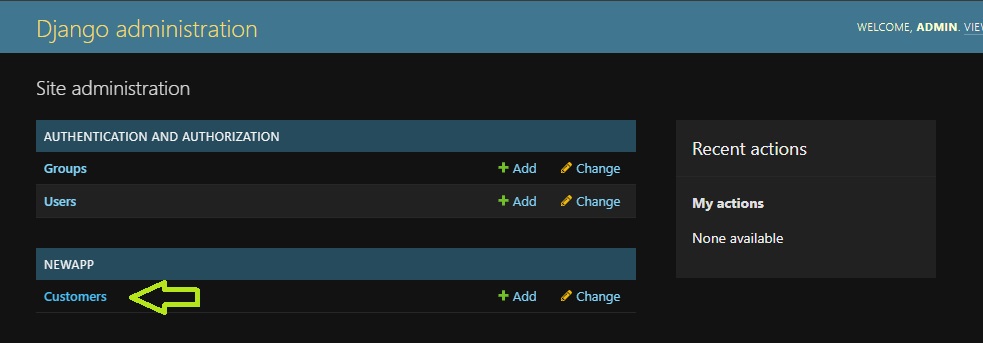 Django administration
WELCOME, ADMIN.
Site administration
AUTHENTICATION AND AUTHORIZATION
Groups Add Change
Users Add Change
NEWAPP
Customers Add Change
Recent actions
My actions
None available